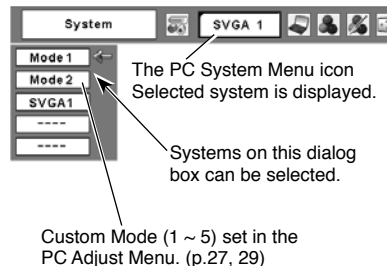 System
SVGA 1
Mode 1
Mode 2
SVGA1
----
----
The PC System Menu icon
Selected system is displayed.
Systems on this dialog
box can be selected.
Custom Mode (1 ~ 5) set in the
PC Adjust Menu. (p.27, 29)